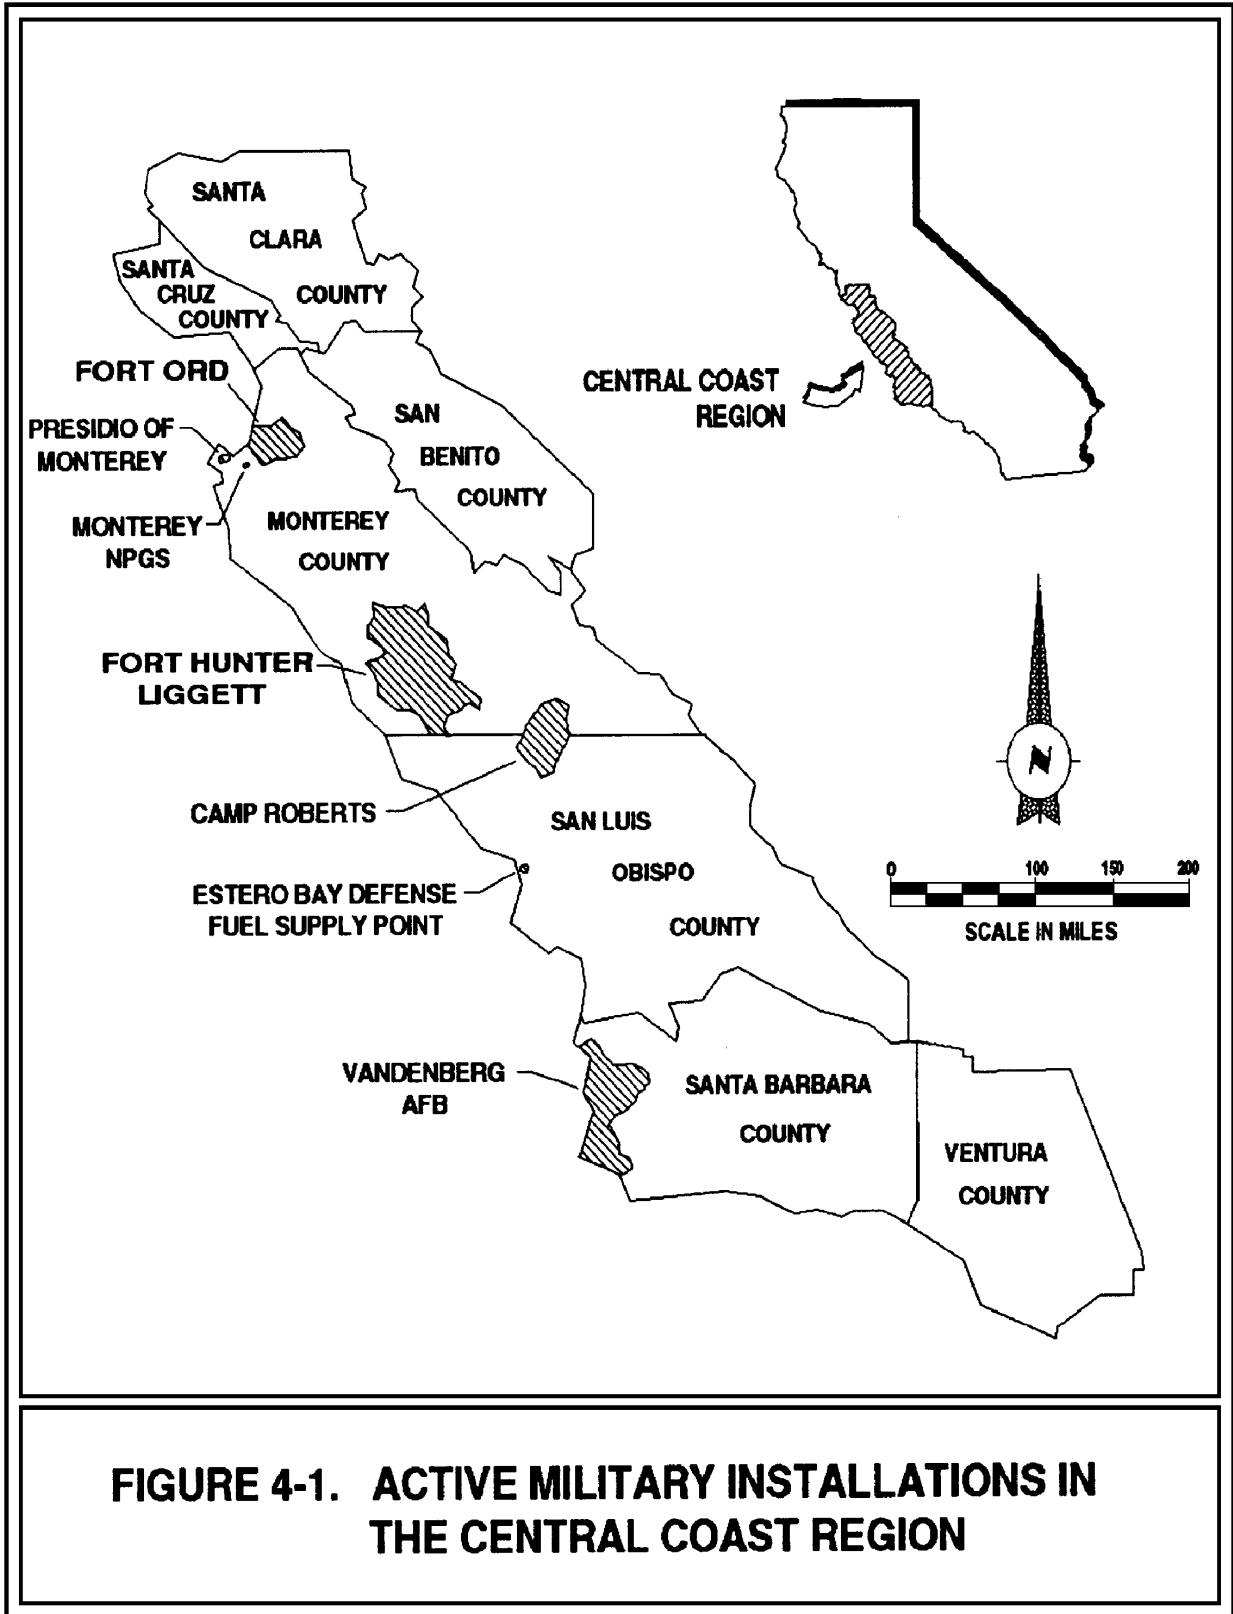 SANTA
CLARA
COUNTY
SANTA
CRUZ
COUNTY
FORT ORD
PRESIDIO OF
MONTEREY
MONTEREY
NPGS
SAN
BENITO
COUNTY
MONTEREY
COUNTY
FORT HUNTER
LIGGETT
CAMP ROBERTS
SAN LUIS
OBISPO
COUNTY
ESTERO BAY DEFENSE
FUEL SUPPLY POINT
VANDENBERG
AFB
SANTA BARBARA
COUNTY
VENTURA
COUNTY
CENTRAL COAST
REGION
N
0 100 150 200
SCALE IN MILES
FIGURE 4-1. ACTIVE MILITARY INSTALLATIONS IN
THE CENTRAL COAST REGION